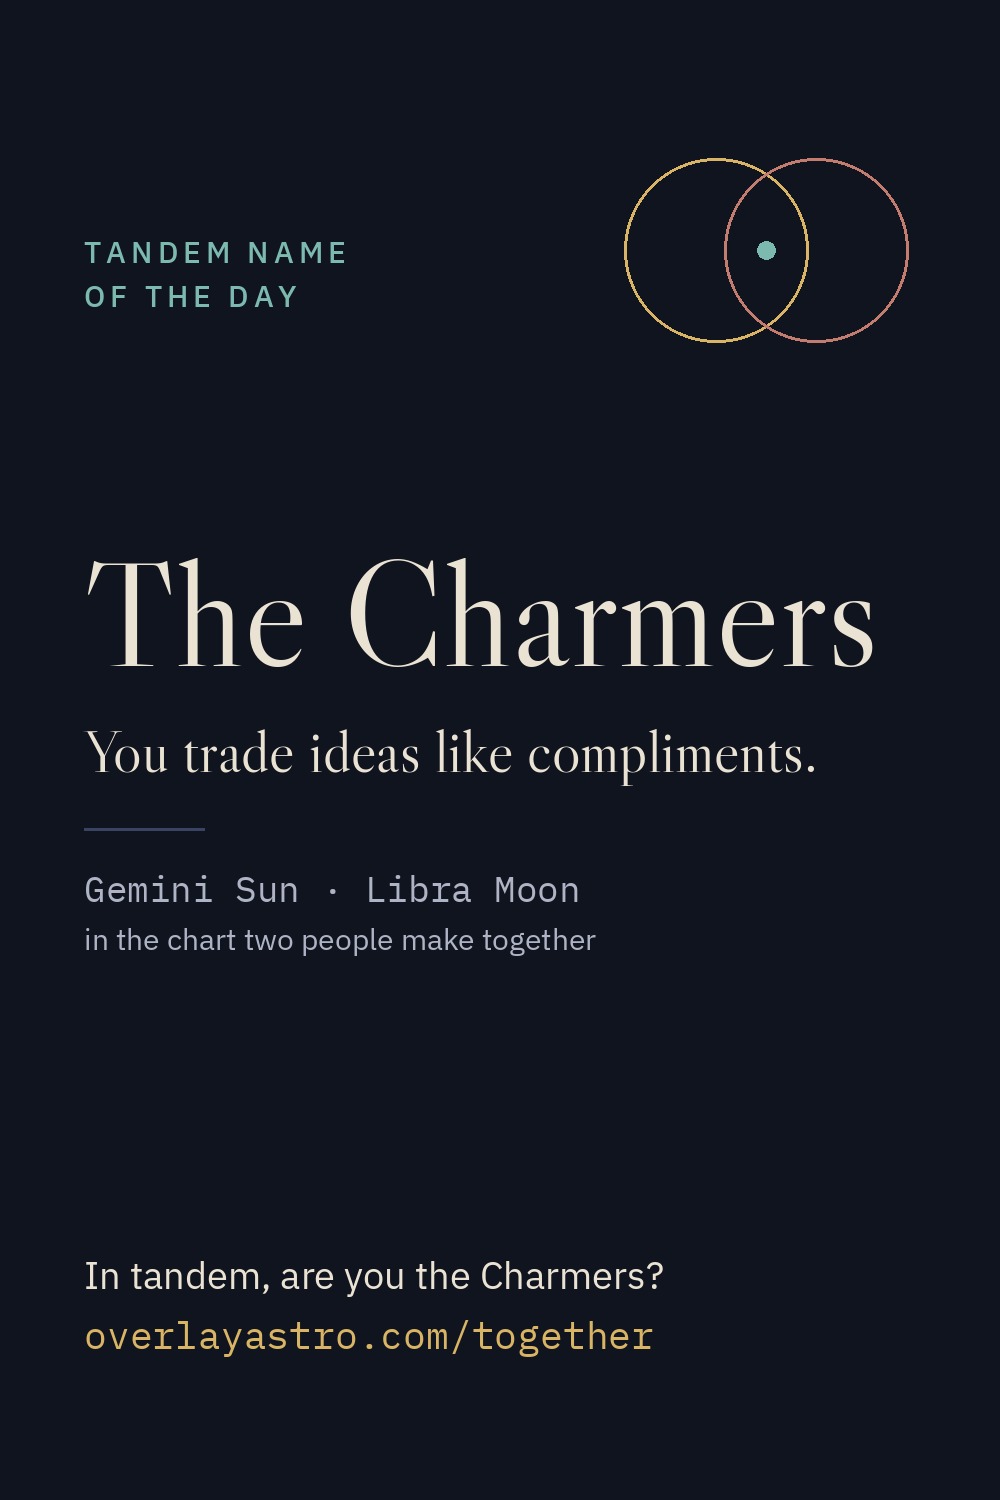 TANDEM NAME
OF THE DAY
The Charmers
You trade ideas like compliments.
Gemini Sun · Libra Moon
in the chart two people make together
In tandem, are you the Charmers?
overlayastro.com/together